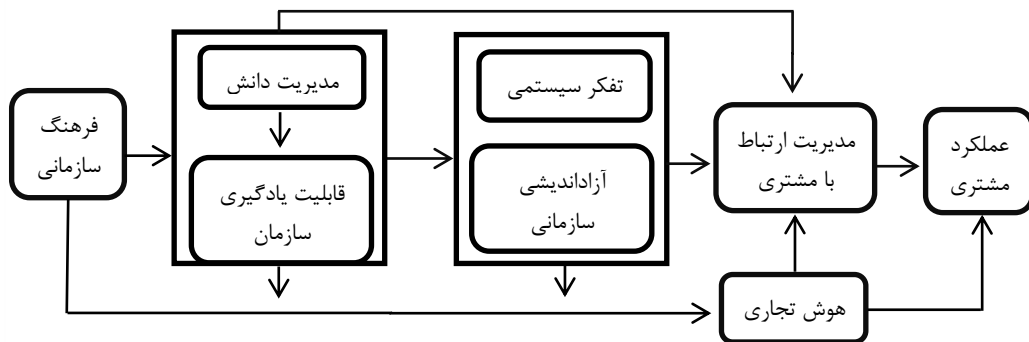 فرهنگ
سازمانی
مدیریت دانش
قابلیت یادگیری
سازمان
تفکر سیستمی
آزاداندیشی
سازمانی
مدیریت ارتباط
با مشتری
عملکرد
مشتری
هوش تجاری